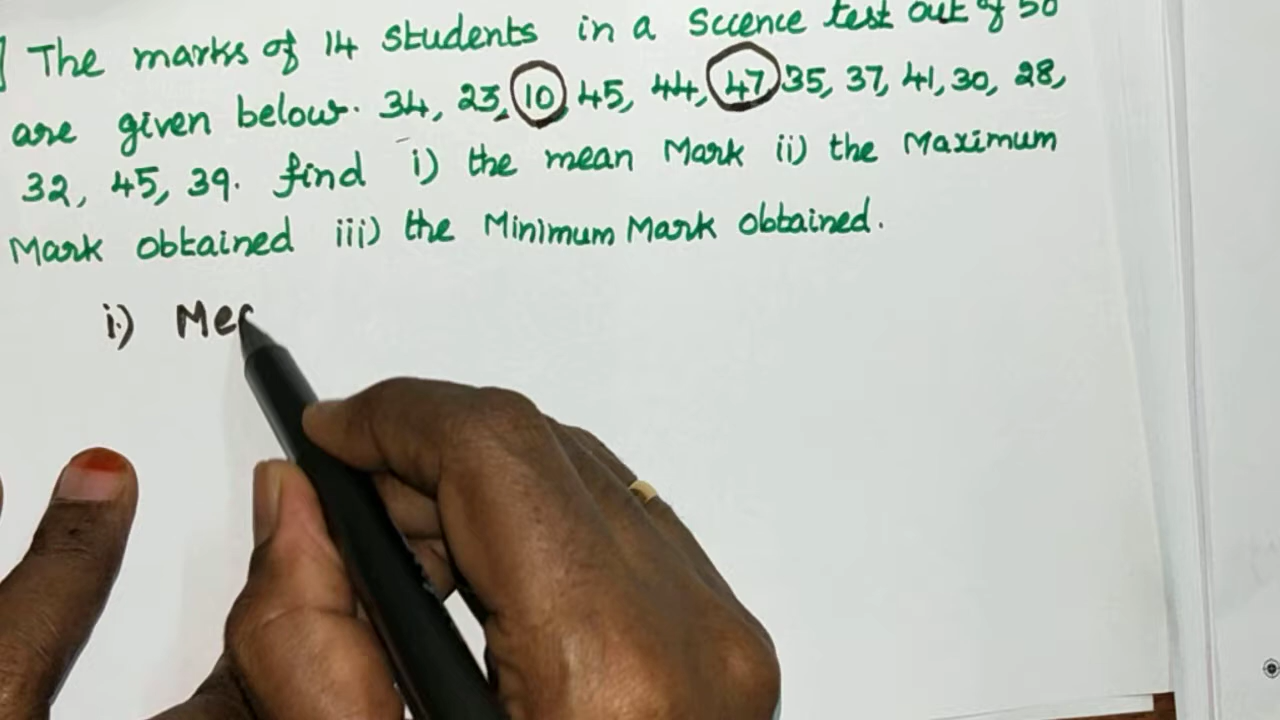 ] The marks of 14 students in a Science test out of 50
are given below. 34, 23, 10, 45, 44, 47, 35, 37, 41, 30, 28,
32, 45, 39. find i) the mean Mark ii) the Maximum
Mark obtained iii) the Minimum Mark obtained.
i) Mea